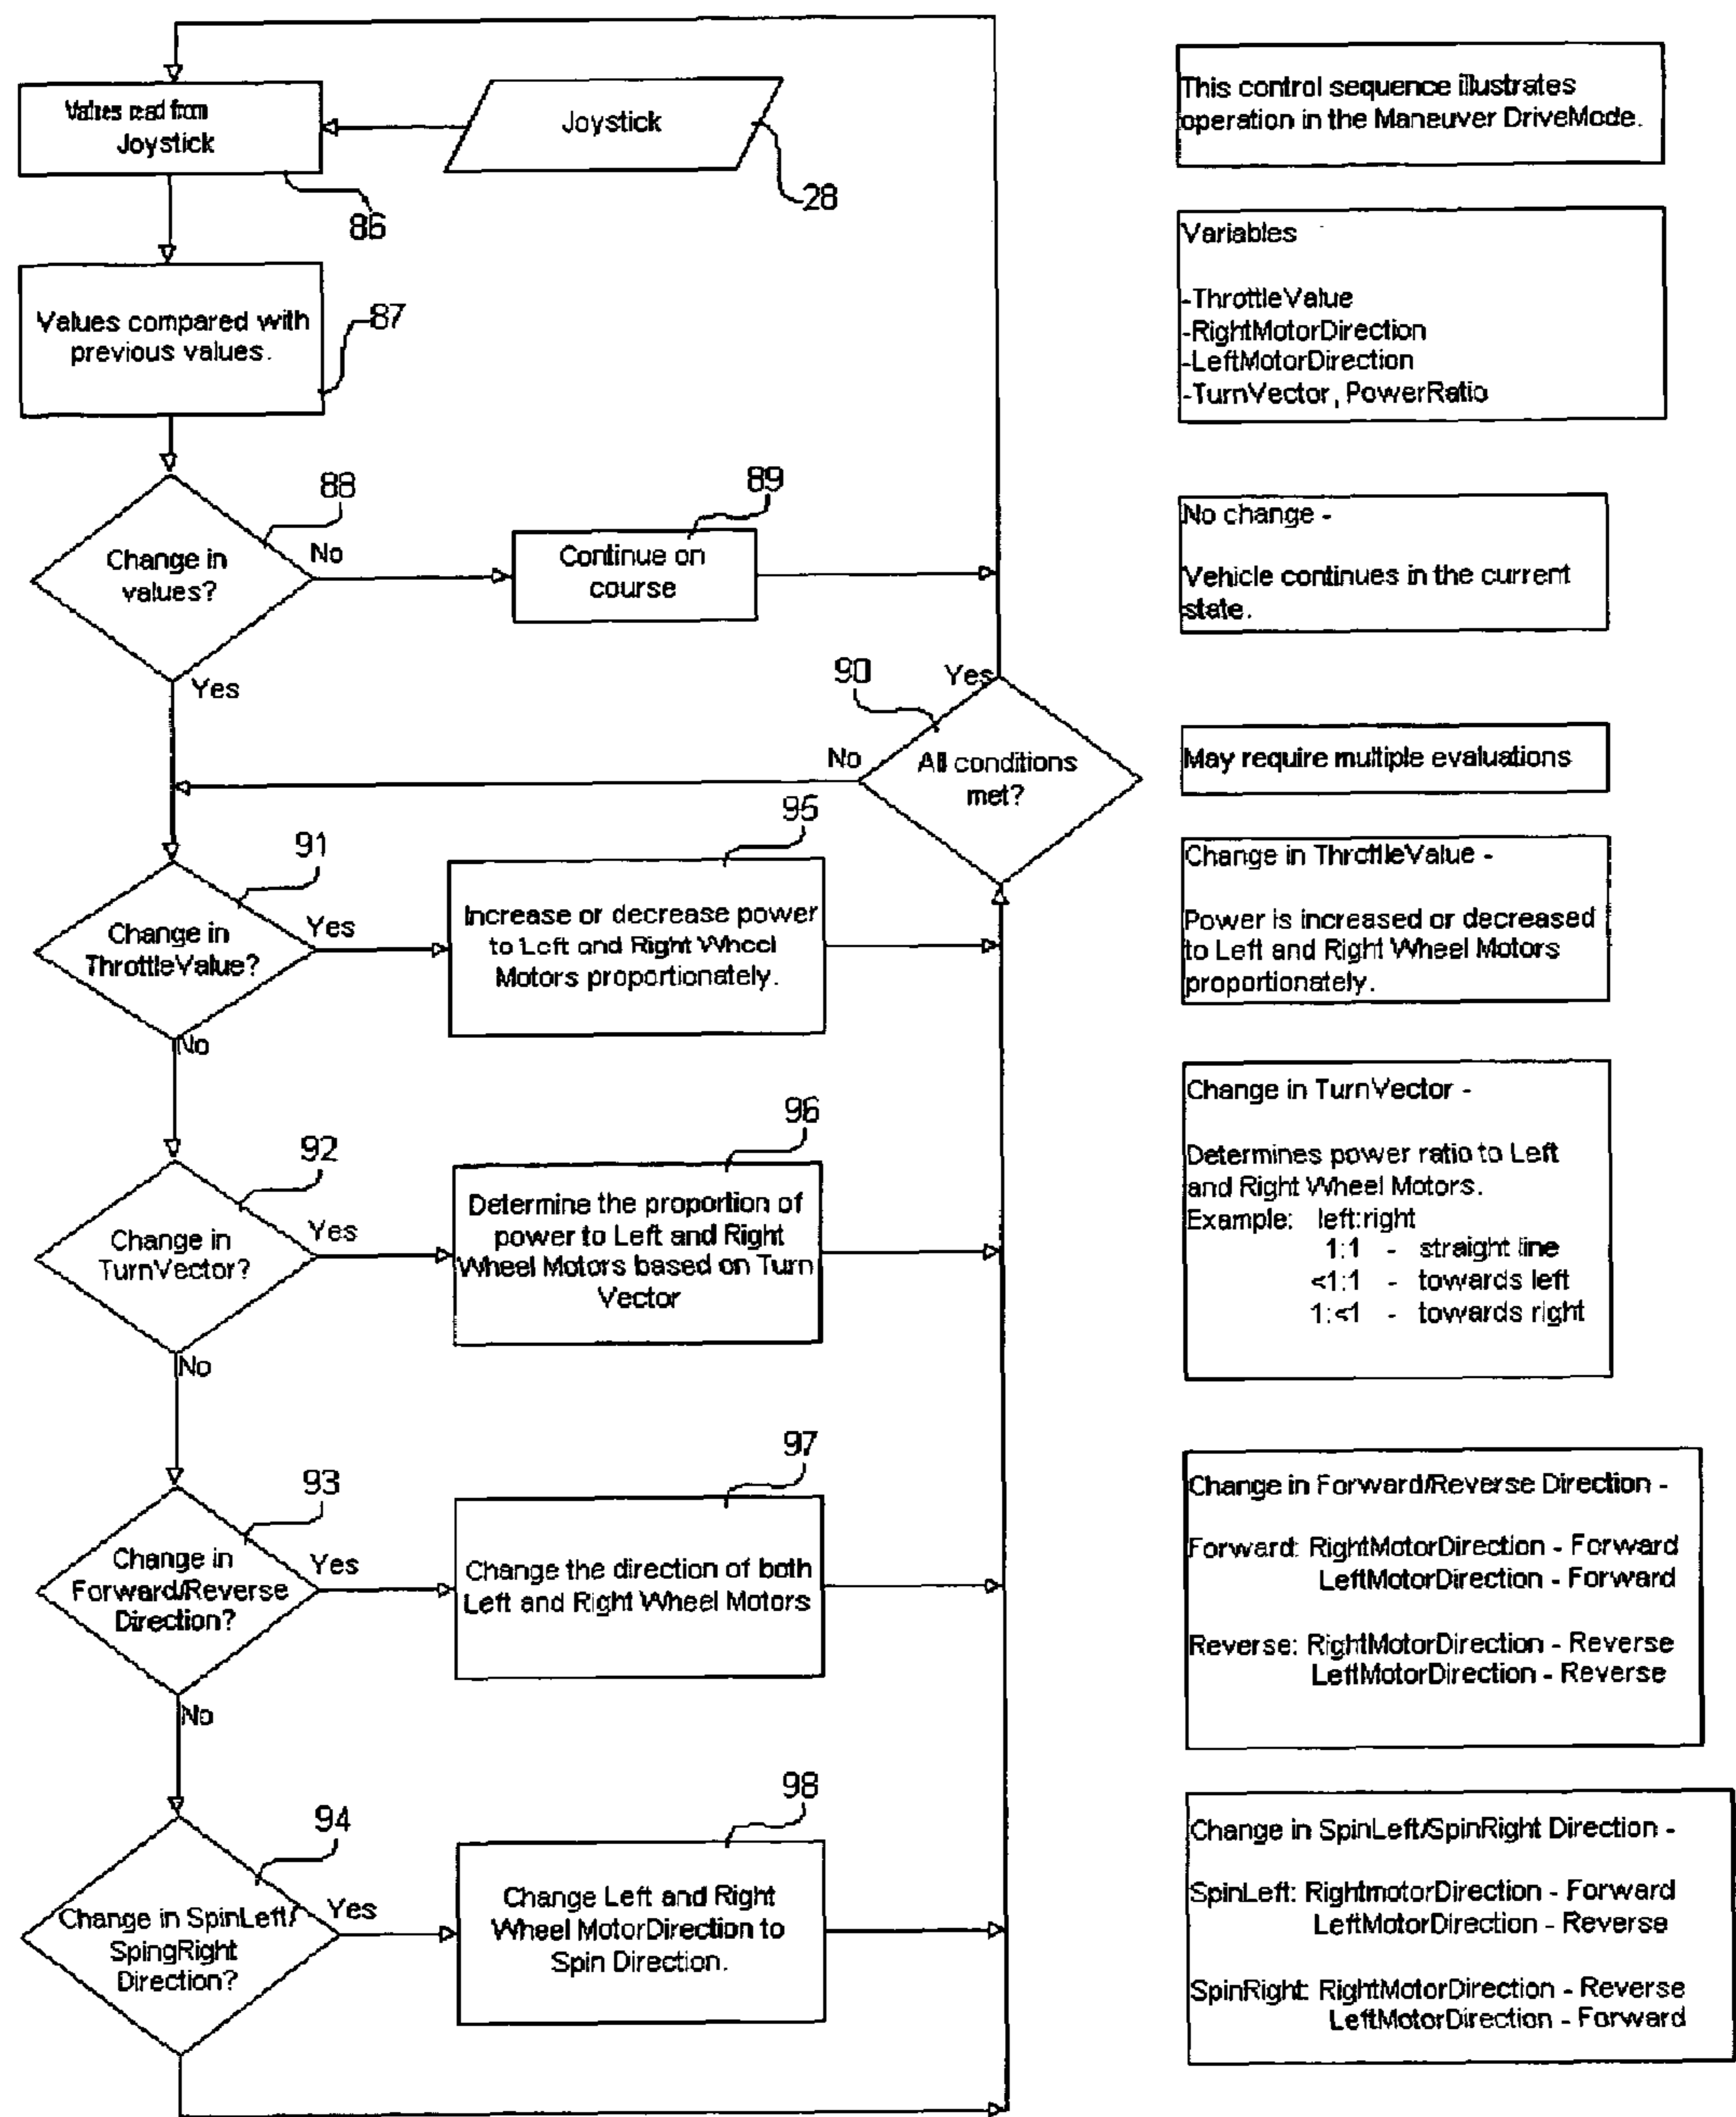 Values read from
Joystick
Joystick
28
86
Values compared with
previous values.
87
88
Change in
values?
No
Yes
89
Continue on
course
90
Yes
No
All conditions
met?
91
Change in
ThrottleValue?
Yes
No
95
Increase or decrease power
to Left and Right Wheel
Motors proportionately.
92
Change in
TurnVector?
Yes
No
96
Determine the proportion of
power to Left and Right
Wheel Motors based on Turn
Vector
93
Change in
Forward/Reverse
Direction?
Yes
No
97
Change the direction of both
Left and Right Wheel Motors
94
Change in SpinLeft/
SpingRight
Direction?
Yes
98
Change Left and Right
Wheel MotorDirection to
Spin Direction.
This control sequence illustrates
operation in the Maneuver DriveMode.
Variables
-ThrottleValue
-RightMotorDirection
-LeftMotorDirection
-TurnVector, PowerRatio
No change -
Vehicle continues in the current
state.
May require multiple evaluations
Change in ThrottleValue -
Power is increased or decreased
to Left and Right Wheel Motors
proportionately.
Change in TurnVector -
Determines power ratio to Left
and Right Wheel Motors.
Example: left:right
1:1 - straight line
<1:1 - towards left
1:<1 - towards right
Change in Forward/Reverse Direction -
Forward: RightMotorDirection - Forward
LeftMotorDirection - Forward
Reverse: RightMotorDirection - Reverse
LeftMotorDirection - Reverse
Change in SpinLeft/SpinRight Direction -
SpinLeft: RightmotorDirection - Forward
LeftMotorDirection - Reverse
SpinRight: RightMotorDirection - Reverse
LeftMotorDirection - Forward